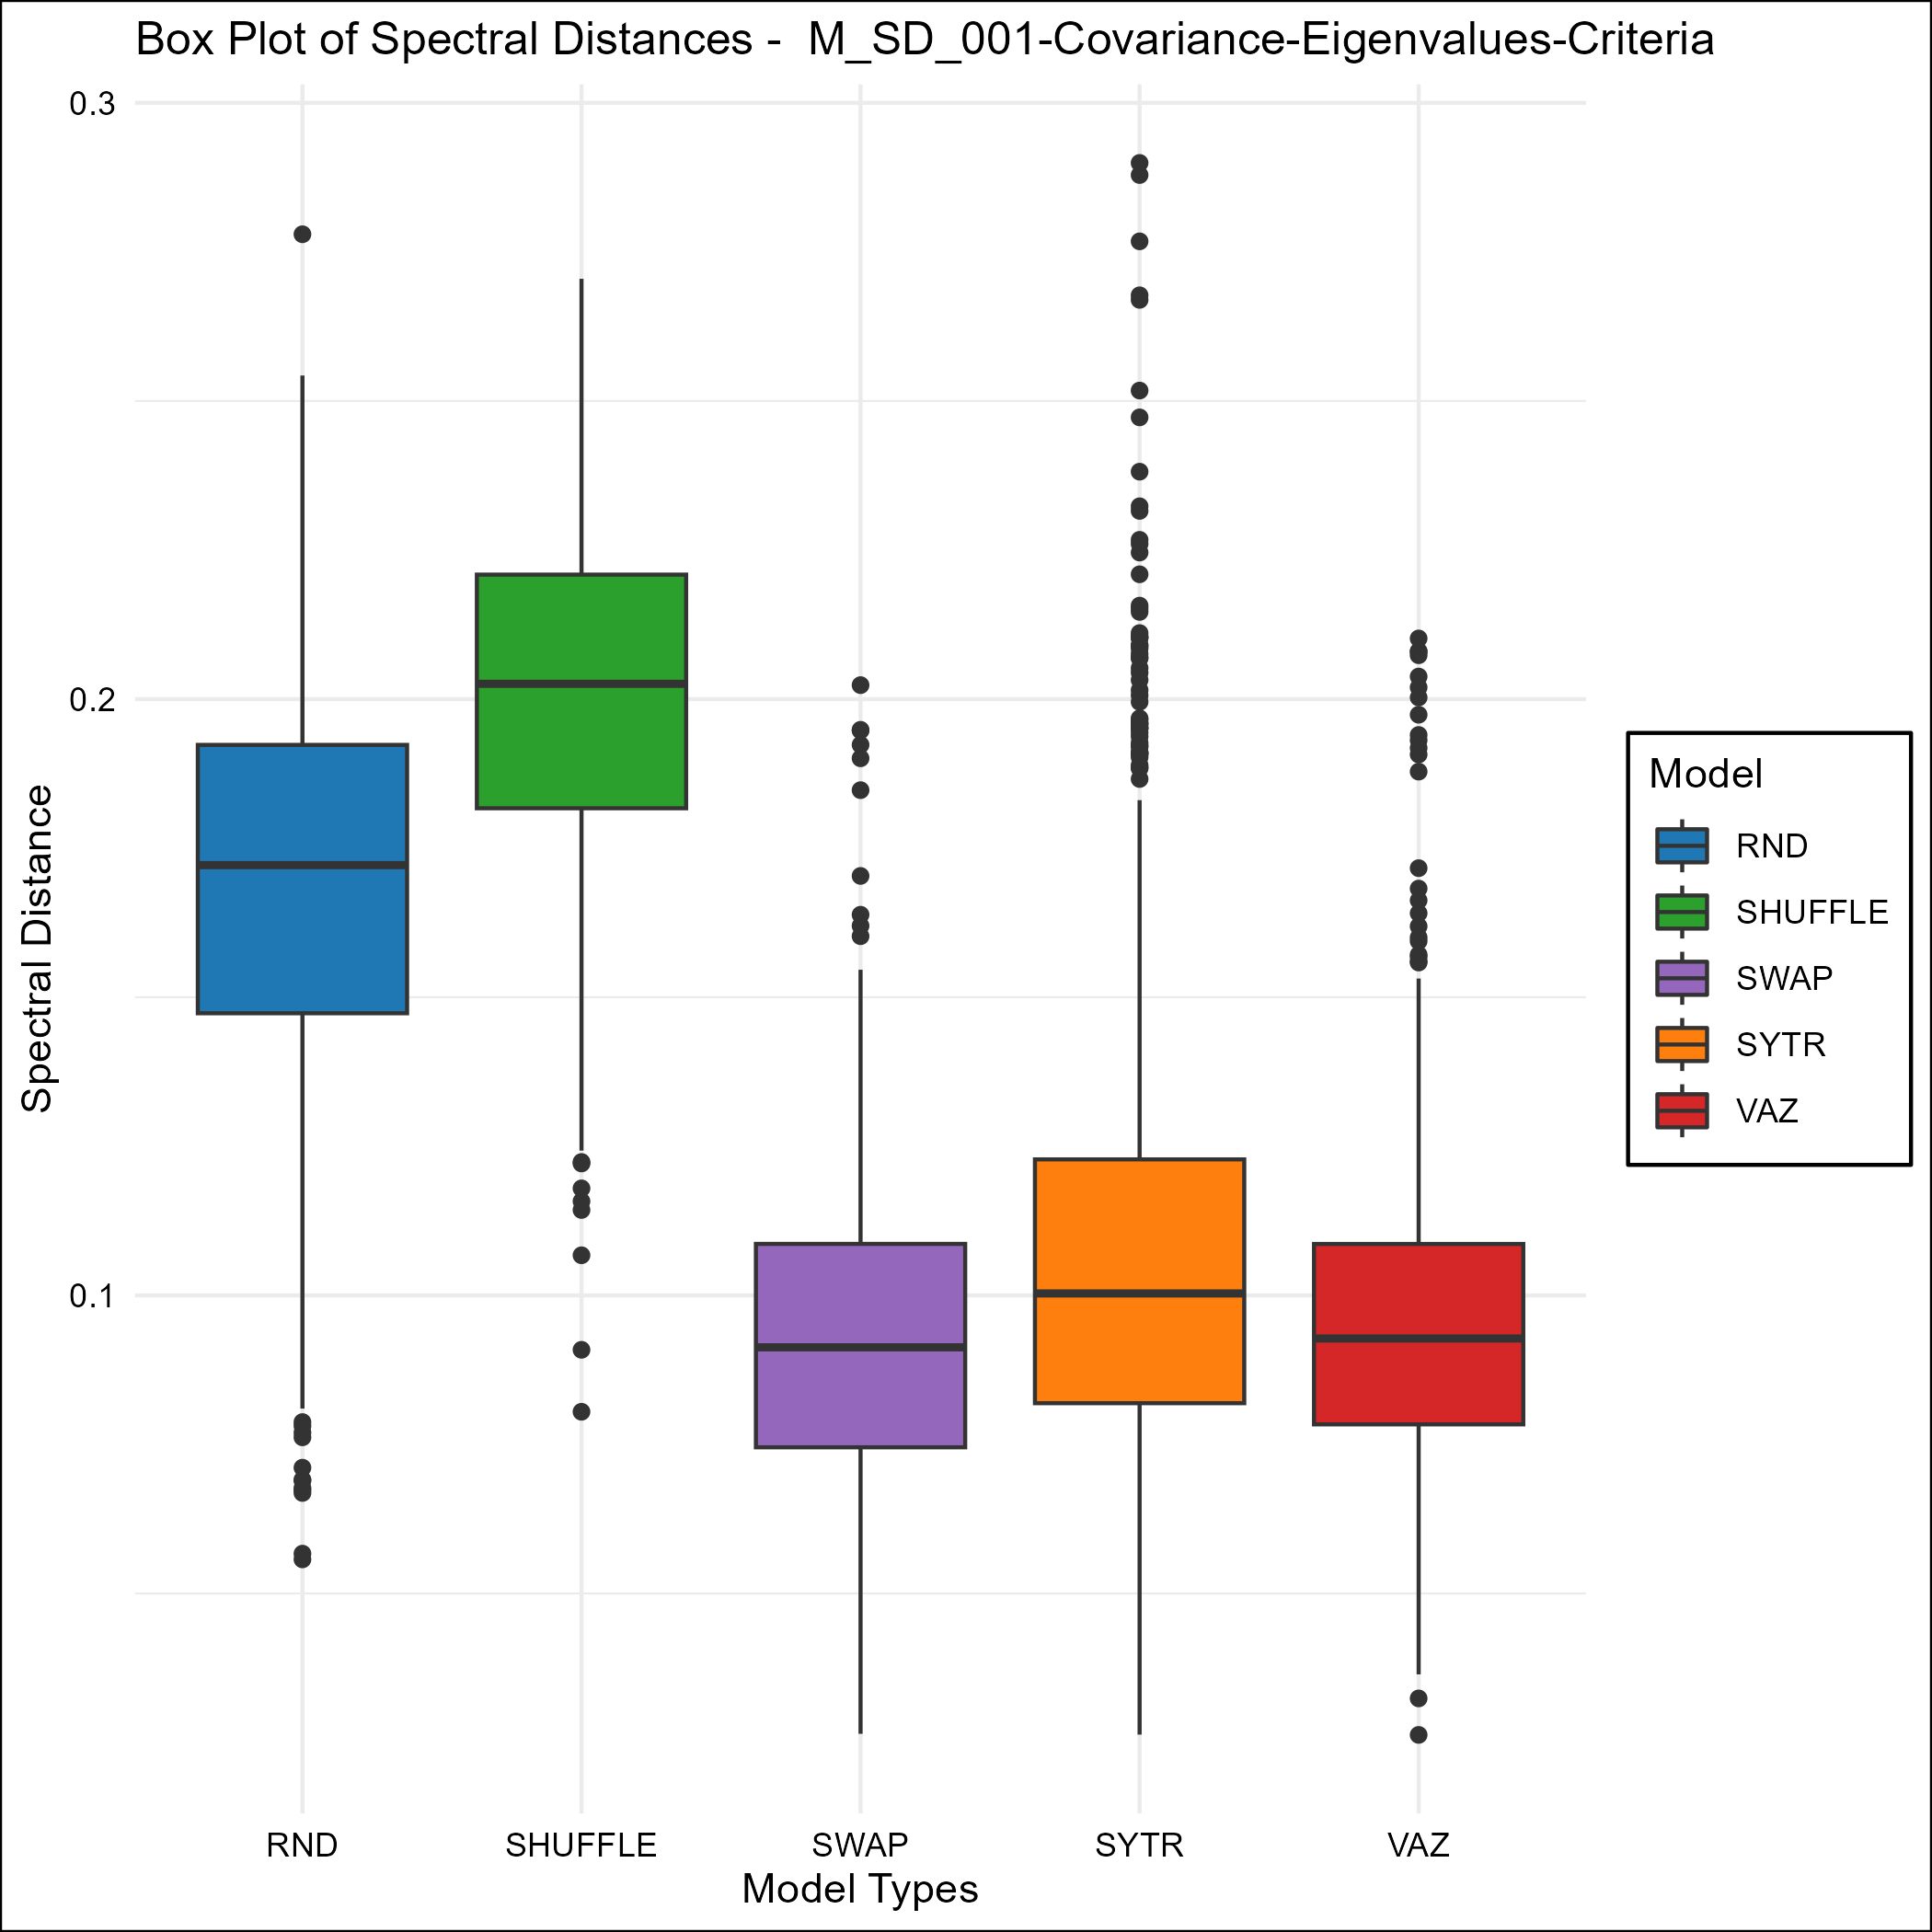 Box Plot of Spectral Distances -  M_SD_001-Covariance-Eigenvalues-Criteria
0.3
0.2
0.1
Spectral Distance
RND
SHUFFLE
SWAP
SYTR
VAZ
Model Types
Model
RND
SHUFFLE
SWAP
SYTR
VAZ